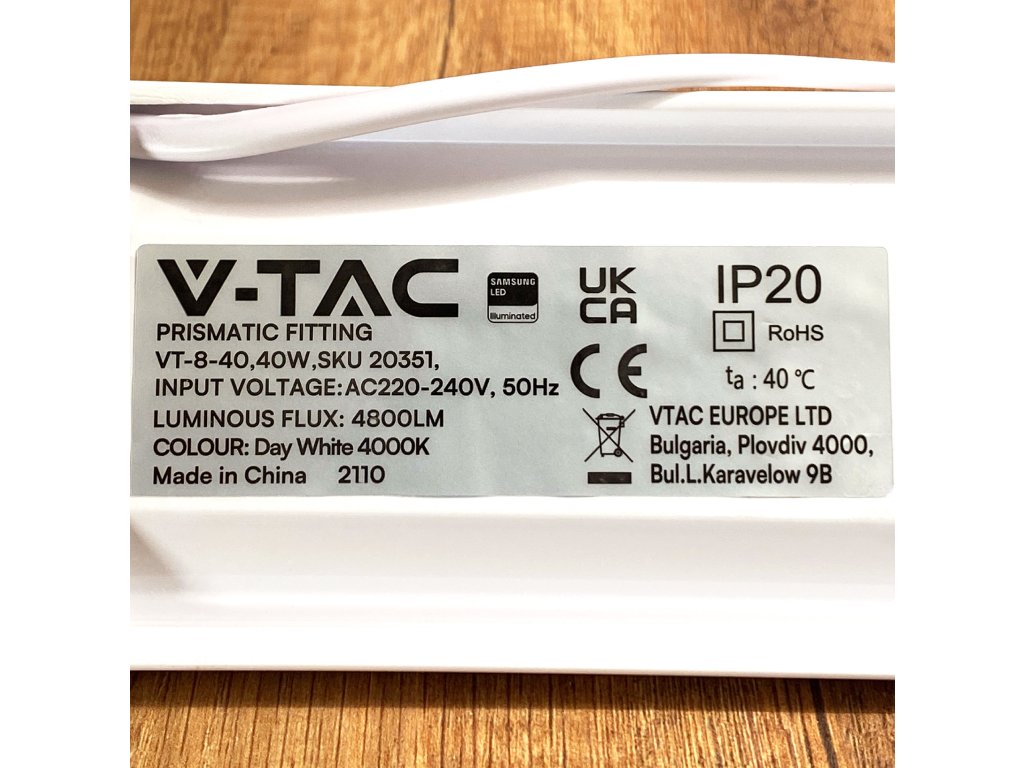 V-TAC
SAMSUNG
LED
illuminated
PRISMATIC FITTING
VT-8-40,40W,SKU 20351,
INPUT VOLTAGE:AC220-240V, 50Hz
LUMINOUS FLUX: 4800LM
COLOUR: Day White 4000K
Made in China 2110
UK
CA
CE
IP20
RoHS
ta : 40 ℃
VTAC EUROPE LTD
Bulgaria, Plovdiv 4000,
Bul.L.Karavelow 9B